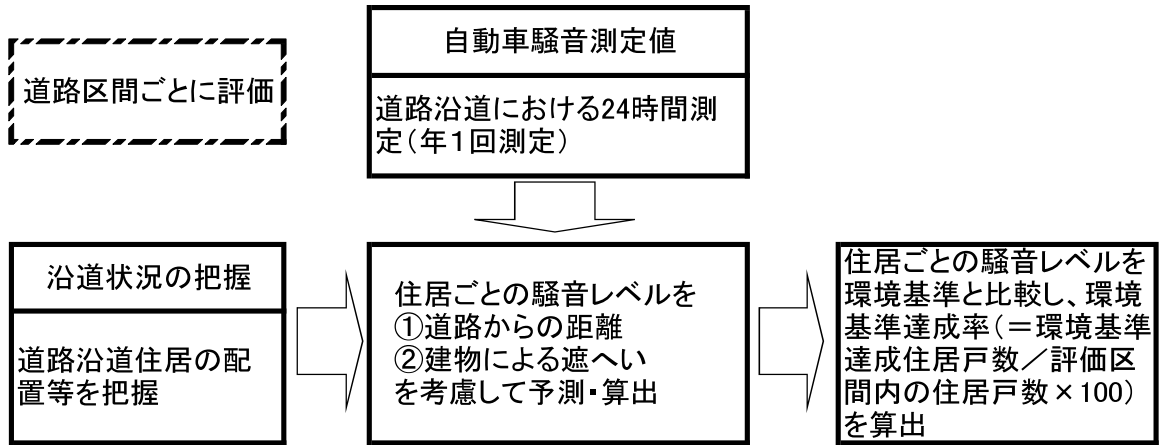 道路区間ごとに評価
自動車騒音測定値
道路沿道における24時間測
定（年１回測定）
沿道状況の把握
道路沿道住居の配
置等を把握
住居ごとの騒音レベルを
①道路からの距離
②建物による遮へい
を考慮して予測・算出
住居ごとの騒音レベルを
環境基準と比較し、環境
基準達成率（＝環境基準
達成住居戸数／評価区
間内の住居戸数×100）
を算出